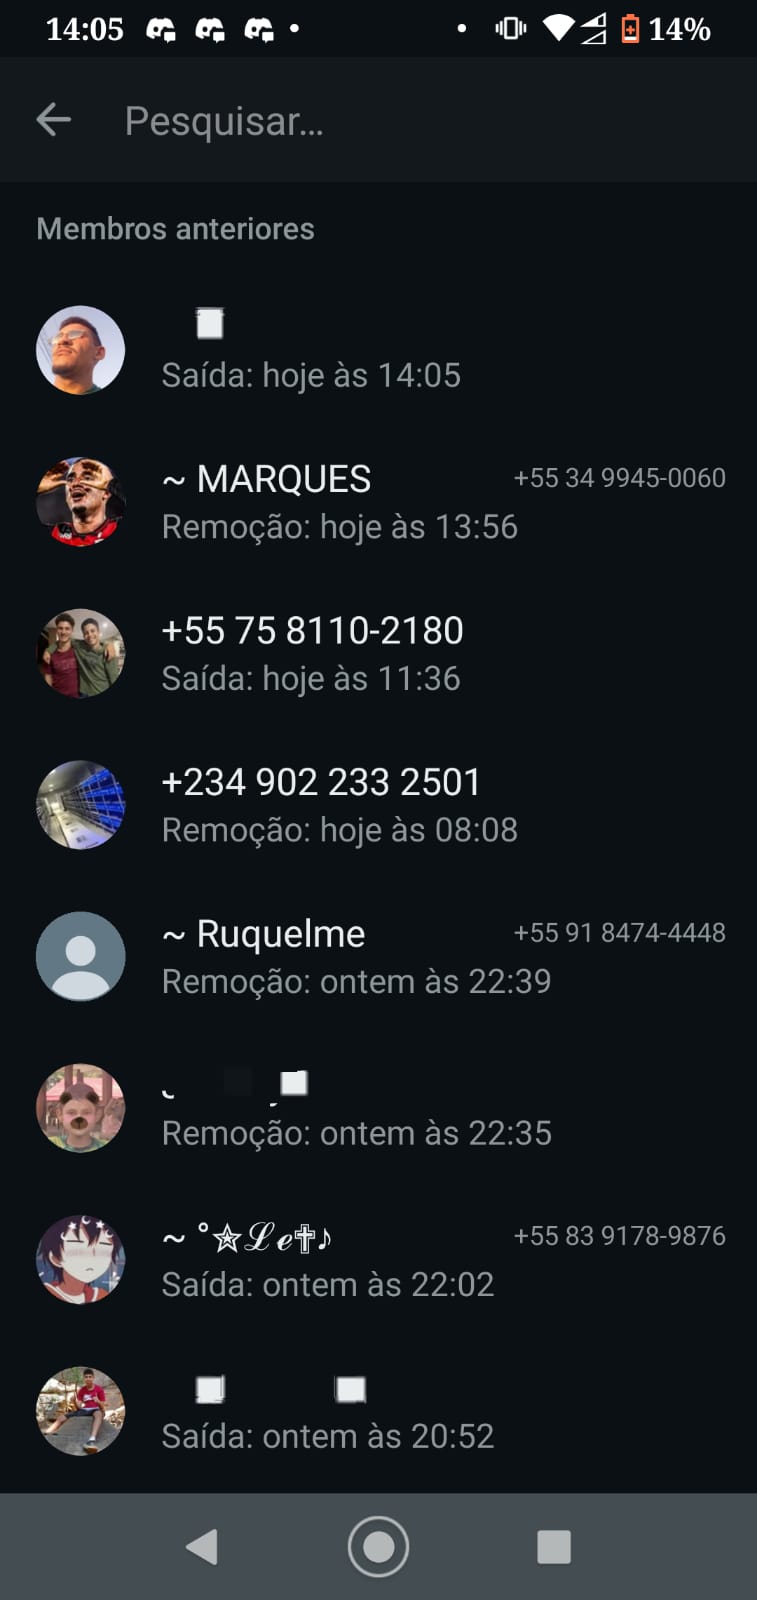 14:05
14%
Pesquisar...
Membros anteriores
Saída: hoje às 14:05
~ MARQUES
+55 34 9945-0060
Remoção: hoje às 13:56
+55 75 8110-2180
Saída: hoje às 11:36
+234 902 233 2501
Remoção: hoje às 08:08
~ Ruquelme
+55 91 8474-4448
Remoção: ontem às 22:39
Remoção: ontem às 22:35
~ °✯ℒℯ✞♪
+55 83 9178-9876
Saída: ontem às 22:02
Saída: ontem às 20:52